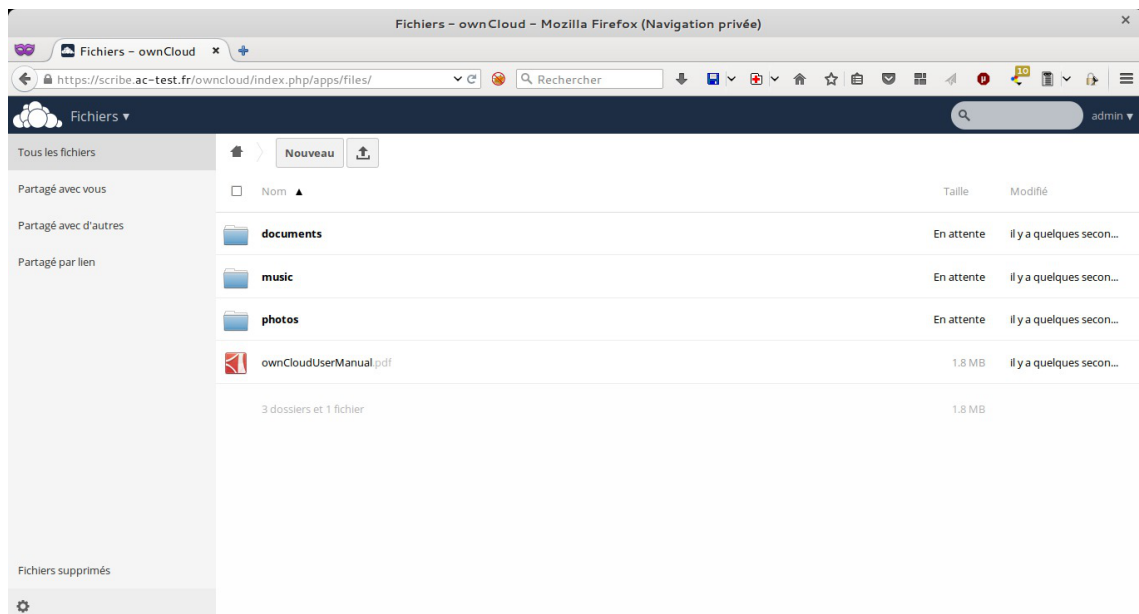 Fichiers - ownCloud - Mozilla Firefox (Navigation privée)
Fichiers - ownCloud
https://scribe.ac-test.fr/owncloud/index.php/apps/files/ Rechercher 10
Fichiers ▾ admin ▾
Tous les fichiers Nouveau
Partagé avec vous Nom ▲ Taille Modifié
Partagé avec d'autres
documents En attente il y a quelques secon...
Partagé par lien
music En attente il y a quelques secon...
photos En attente il y a quelques secon...
ownCloudUserManual.pdf 1.8 MB il y a quelques secon...
3 dossiers et 1 fichier 1.8 MB
Fichiers supprimés